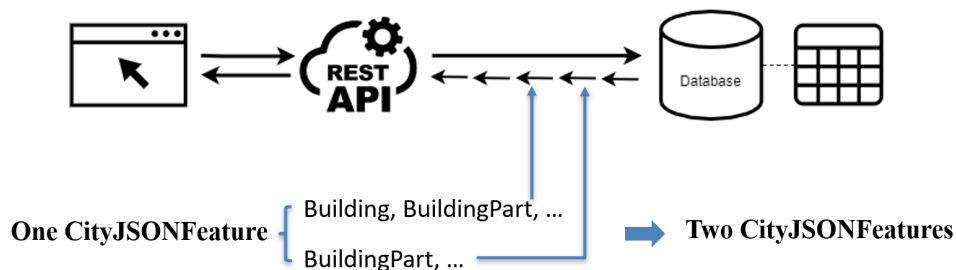 REST
API
Database
Building, BuildingPart, ...
One CityJSONFeature
Two CityJSONFeatures
BuildingPart, ...